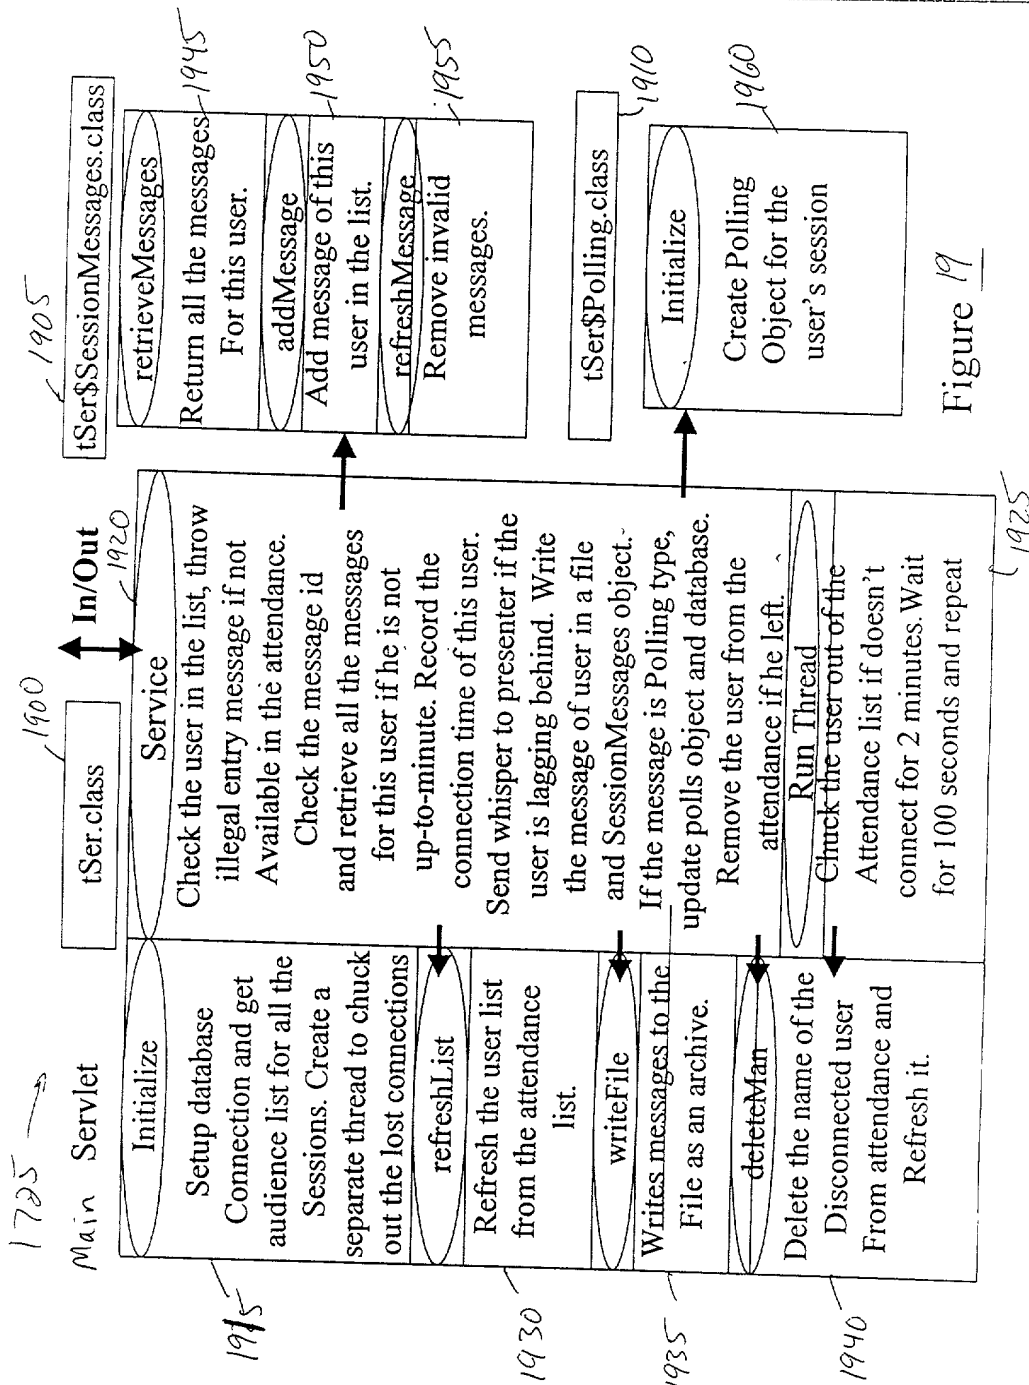 1725
Main Servlet
tSer.class
1900
In/Out
1905
tSer$SessionMessages.class
Initialize
Setup database
Connection and get
audience list for all the
Sessions. Create a
separate thread to chuck
out the lost connections
1915
refreshList
Refresh the user list
from the attendance
list.
1930
writeFile
Writes messages to the
File as an archive.
1935
deleteMan
Delete the name of the
Disconnected user
From attendance and
Refresh it.
1940
1920
Service
Check the user in the list, throw
illegal entry message if not
Available in the attendance.
Check the message id
and retrieve all the messages
for this user if he is not
up-to-minute. Record the
connection time of this user.
Send whisper to presenter if the
user is lagging behind. Write
the message of user in a file
and SessionMessages object.
If the message is Polling type,
update polls object and database.
Remove the user from the
attendance if he left.
Run Thread
Chuck the user out of the
Attendance list if doesn't
connect for 2 minutes. Wait
for 100 seconds and repeat
1925
retrieveMessages
1945
Return all the messages
For this user.
addMessage
1950
Add message of this
user in the list.
refreshMessage
1955
Remove invalid
messages.
tSer$Polling.class
1910
Initialize
1960
Create Polling
Object for the
user's session
Figure 19